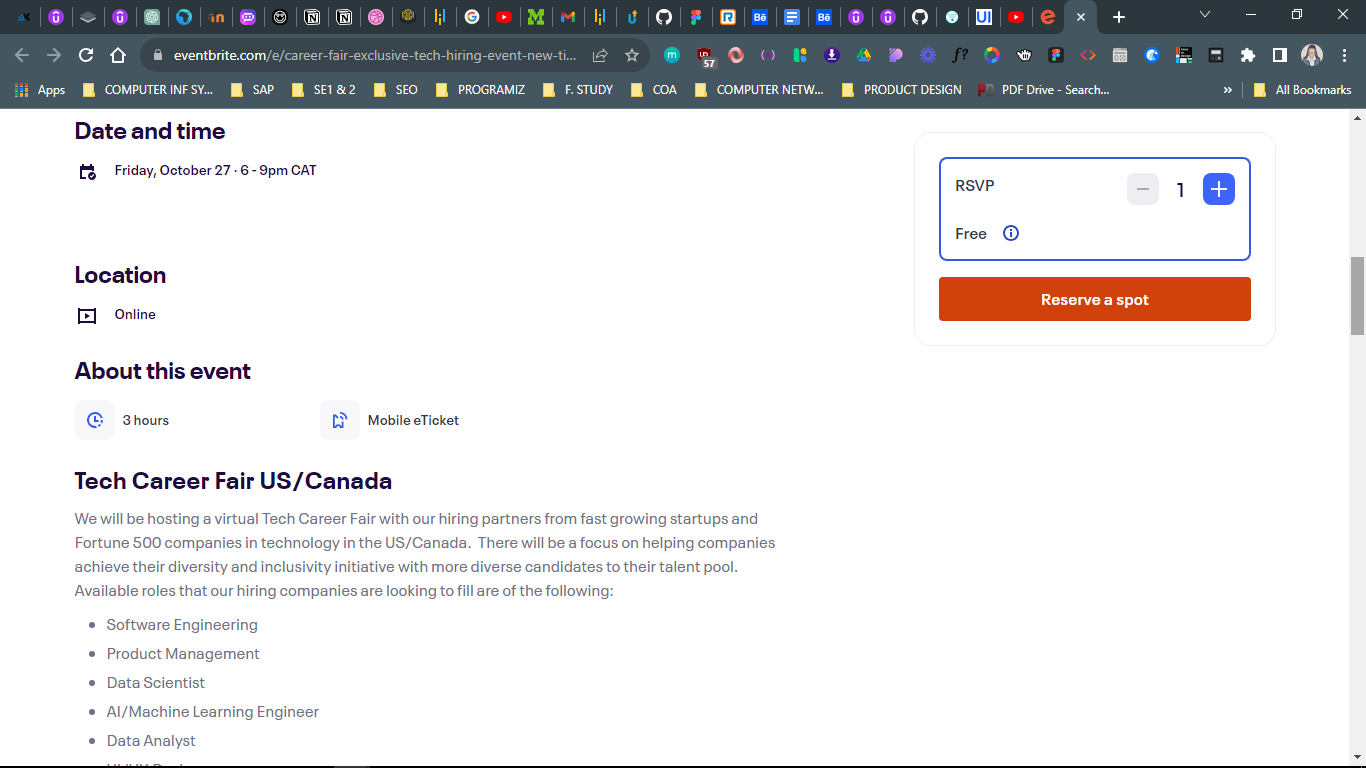 eventbrite.com/e/career-fair-exclusive-tech-hiring-event-new-ti...
57
f?
Apps
COMPUTER INF SY...
SAP
SE1 & 2
SEO
PROGRAMIZ
F. STUDY
COA
COMPUTER NETW...
PRODUCT DESIGN
PDF Drive - Search...
»
All Bookmarks
Date and time
Friday, October 27 · 6 - 9pm CAT
RSVP
1
Free
Reserve a spot
Location
Online
About this event
3 hours
Mobile eTicket
Tech Career Fair US/Canada
We will be hosting a virtual Tech Career Fair with our hiring partners from fast growing startups and
Fortune 500 companies in technology in the US/Canada.  There will be a focus on helping companies
achieve their diversity and inclusivity initiative with more diverse candidates to their talent pool.
Available roles that our hiring companies are looking to fill are of the following:
• Software Engineering
• Product Management
• Data Scientist
• AI/Machine Learning Engineer
• Data Analyst